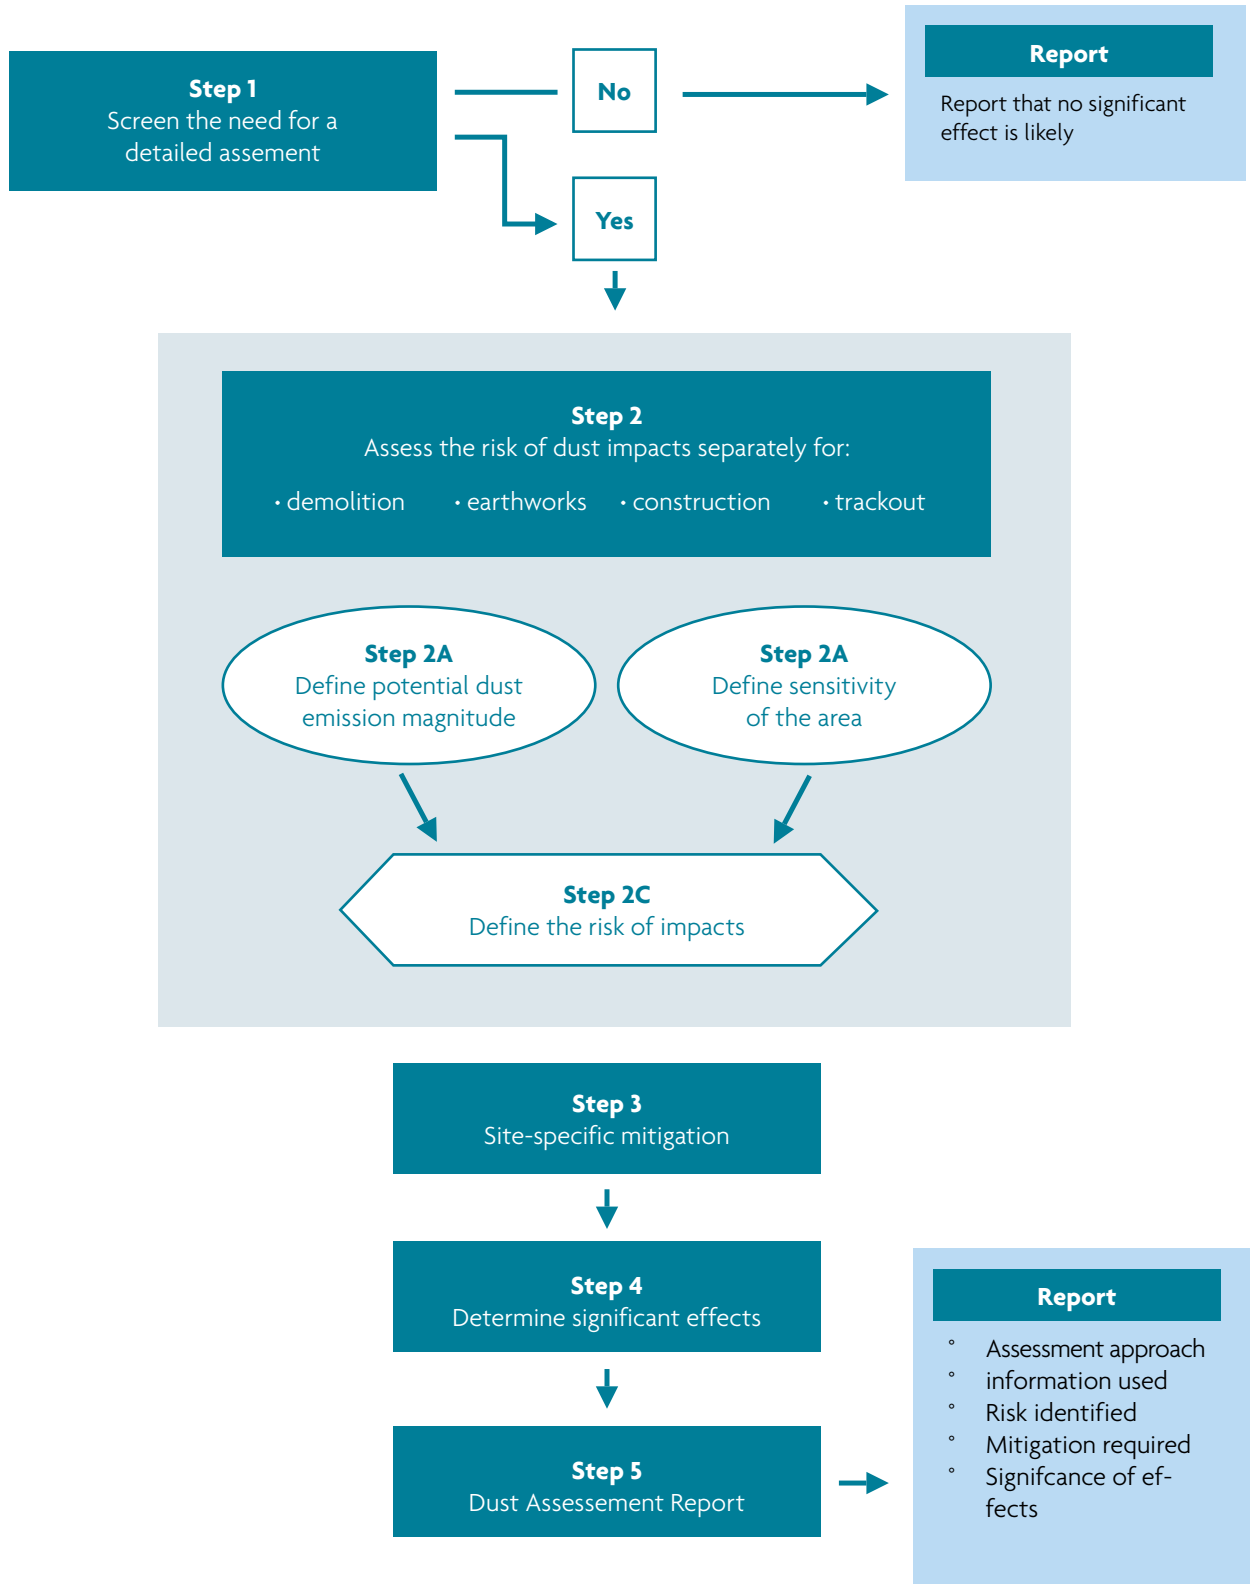 Step 1
Screen the need for a
detailed assement
No
Yes
Report
Report that no significant
effect is likely
Step 2
Assess the risk of dust impacts separately for:
• demolition • earthworks • construction • trackout
Step 2A
Define potential dust
emission magnitude
Step 2A
Define sensitivity
of the area
Step 2C
Define the risk of impacts
Step 3
Site-specific mitigation
Step 4
Determine significant effects
Step 5
Dust Assessement Report
Report
° Assessment approach
° information used
° Risk identified
° Mitigation required
° Signifcance of ef-
fects